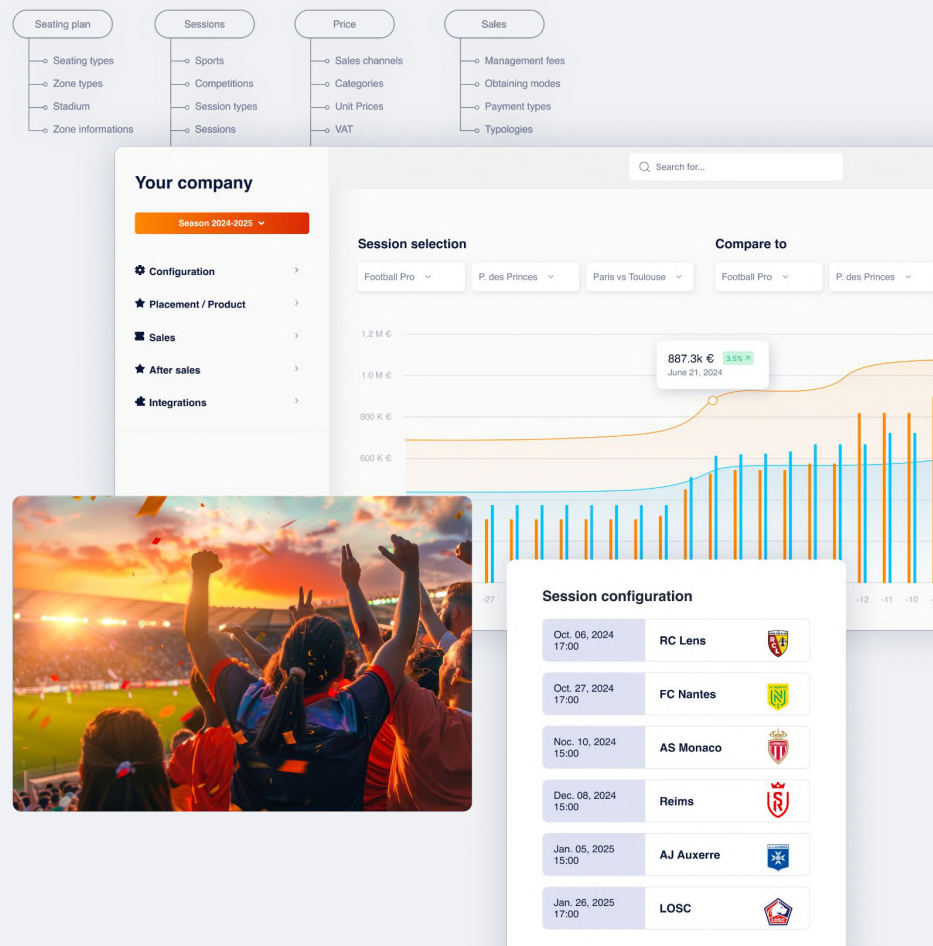 Seating plan
Seating types
Zone types
Stadium
Zone informations
Sessions
Sports
Competitions
Session types
Sessions
Price
Sales channels
Categories
Unit Prices
VAT
Sales
Management fees
Obtaining modes
Payment types
Typologies
Your company
Season 2024-2025
Configuration
Placement / Product
Sales
After sales
Integrations
Search for...
Session selection
Football Pro
P. des Princes
Paris vs Toulouse
Compare to
Football Pro
P. des Princes
1.2 M €
1.0 M €
800 K €
600 K €
887.3k € 3.5%
June 21, 2024
-27
-12 -11 -10
Session configuration
Oct. 06, 2024
17:00
RC Lens
RCL
Oct. 27, 2024
17:00
FC Nantes
Noc. 10, 2024
15:00
AS Monaco
Dec. 08, 2024
15:00
Reims
Jan. 05, 2025
15:00
AJ Auxerre
Jan. 26, 2025
17:00
LOSC
LOSC